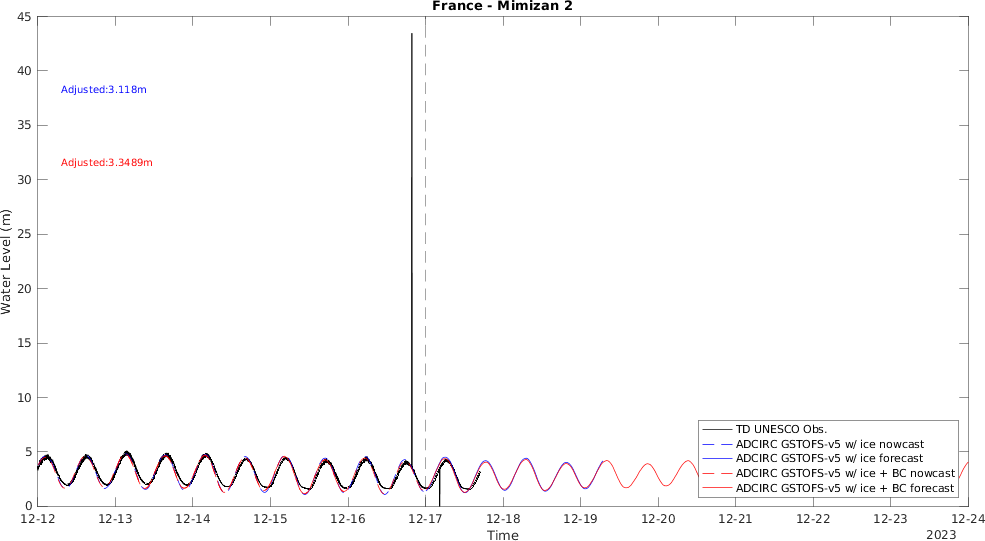 France - Mimizan 2
45
40
35
30
25
20
15
10
5
0
Water Level (m)
Adjusted:3.118m
Adjusted:3.3489m
TD UNESCO Obs.
ADCIRC GSTOFS-v5 w/ ice nowcast
ADCIRC GSTOFS-v5 w/ ice forecast
ADCIRC GSTOFS-v5 w/ ice + BC nowcast
ADCIRC GSTOFS-v5 w/ ice + BC forecast
12-12 12-13 12-14 12-15 12-16 12-17 12-18 12-19 12-20 12-21 12-22 12-23 12-24
Time
2023